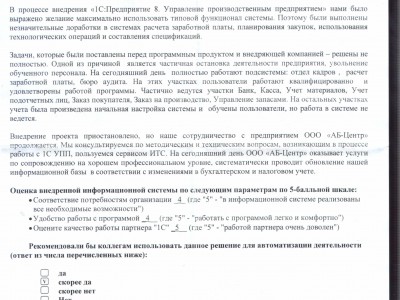 В процессе внедрения «1С:Предприятие 8. Управление производственным предприятием» нами было
выражено желание максимально использовать типовой функционал системы. Поэтому были выполнены
незначительные доработки в системах расчета заработной платы, планирования закупок, использования
технологических операций и составления спецификаций.
Задачи, которые были поставлены перед программным продуктом и внедряющей компанией – решены не
полностью. Одной из причиной является частичная остановка деятельности предприятия, увольнение
обученного персонала. На сегодняшний день полностью работают подсистемы: отдел кадров , расчет
заработной платы, бюро аудита. На этих участках пользователи работают квалифицированно и
удовлетворены работой программы. Частично ведутся участки Банк, Касса, Учет материалов, Учет
подотчетных лиц, Заказ покупателя, Заказ на производство, Управление запасами. На остальных участках
учета была произведена начальная настройка системы и обучены пользователи, но работа в системе не
ведется.
Внедрение проекта приостановлено, но наше сотрудничество с предприятием ООО «АБ-Центр»
продолжается. Мы консультируемся по методическим и техническим вопросам, возникающим в процессе
работы с 1С УПП, пользуемся сервисом ИТС. На сегодняшний день ООО «АБ-Центр» оказывает услуги
по сопровождению на хорошем профессиональном уровне, систематически проводит обновление нашей
информационной базы в соответствии с изменениями в бухгалтерском и налоговом учете.
Оценка внедренной информационной системы по следующим параметрам по 5-балльной шкале:
•Соответствие потребностям организации _4_ (где "5" - "в информационной системе реализованы
все необходимые возможности")
•Удобство работы с программой _4_ (где "5" - "работать с программой легко и комфортно")
•Оцените качество работы партнера "1С" _5_ (где "5" - "работой партнера очень доволен")
Рекомендовали бы коллегам использовать данное решение для автоматизации деятельности
(ответ из числа перечисленных ниже):
да
скорее да
скорее нет
Нет